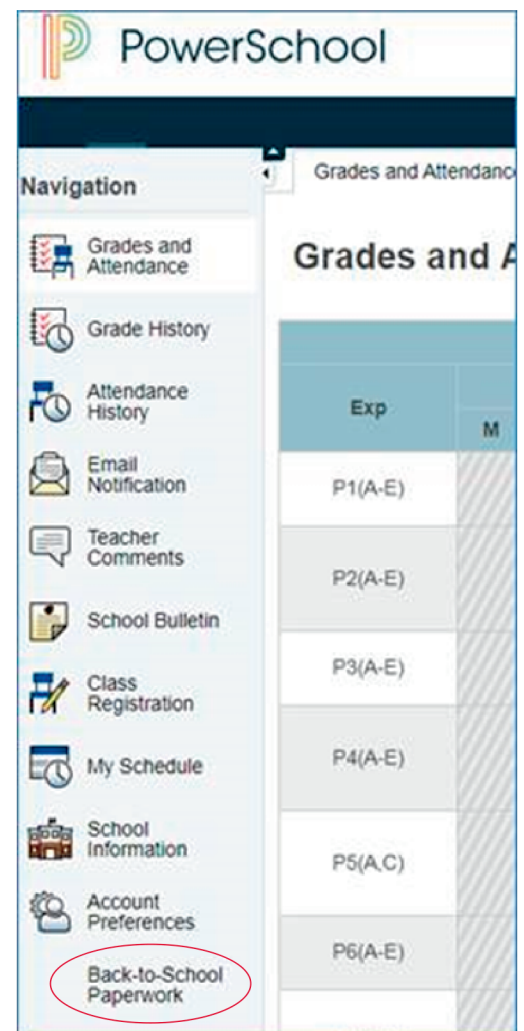 PowerSchool
Navigation
Grades and
Attendance
Grade History
Attendance
History
Email
Notification
Teacher
Comments
School Bulletin
Class
Registration
My Schedule
School
Information
Account
Preferences
Back-to-School
Paperwork
Grades and Attendanc
Grades and A
Exp
M
P1(A-E)
P2(A-E)
P3(A-E)
P4(A-E)
P5(A,C)
P6(A-E)